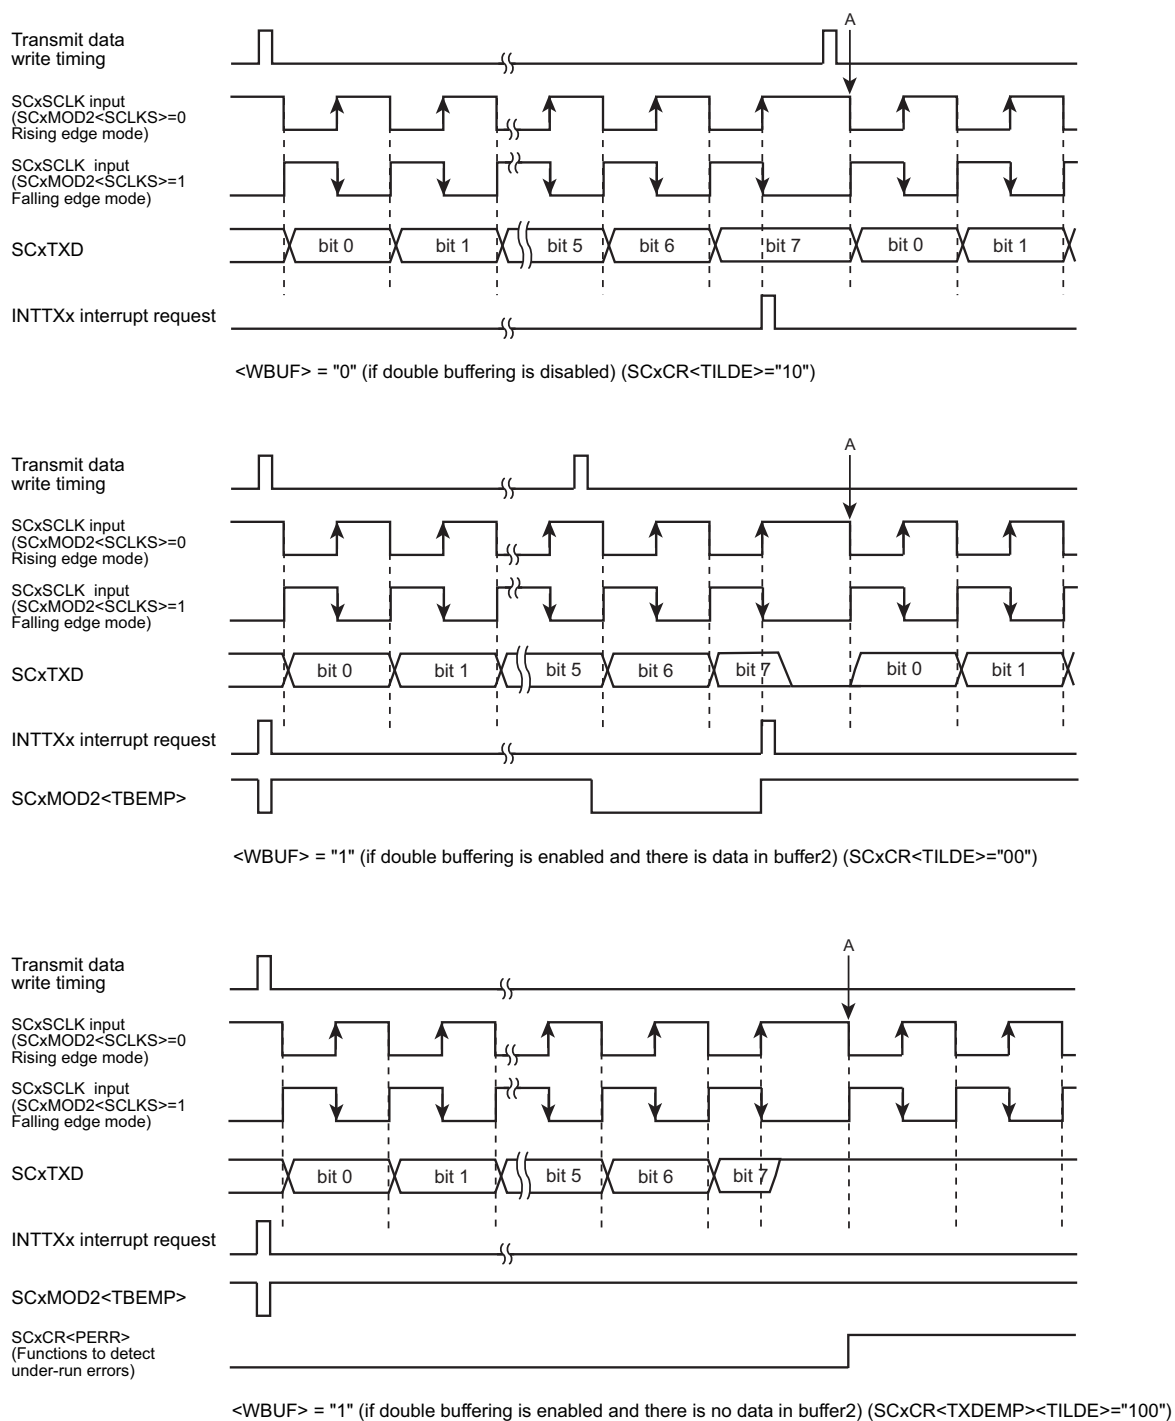 A
Transmit data
write timing
SCxSCLK input
(SCxMOD2<SCLKS>=0
Rising edge mode)
SCxSCLK input
(SCxMOD2<SCLKS>=1
Falling edge mode)
SCxTXD
bit 0 bit 1 bit 5 bit 6 bit 7 bit 0 bit 1
INTTXx interrupt request
<WBUF> = "0" (if double buffering is disabled) (SCxCR<TILDE>="10")
A
Transmit data
write timing
SCxSCLK input
(SCxMOD2<SCLKS>=0
Rising edge mode)
SCxSCLK input
(SCxMOD2<SCLKS>=1
Falling edge mode)
SCxTXD
bit 0 bit 1 bit 5 bit 6 bit 7 bit 0 bit 1
INTTXx interrupt request
SCxMOD2<TBEMP>
<WBUF> = "1" (if double buffering is enabled and there is data in buffer2) (SCxCR<TILDE>="00")
A
Transmit data
write timing
SCxSCLK input
(SCxMOD2<SCLKS>=0
Rising edge mode)
SCxSCLK input
(SCxMOD2<SCLKS>=1
Falling edge mode)
SCxTXD
bit 0 bit 1 bit 5 bit 6 bit 7
INTTXx interrupt request
SCxMOD2<TBEMP>
SCxCR<PERR>
(Functions to detect
under-run errors)
<WBUF> = "1" (if double buffering is enabled and there is no data in buffer2) (SCxCR<TXDEMP><TILDE>="100")